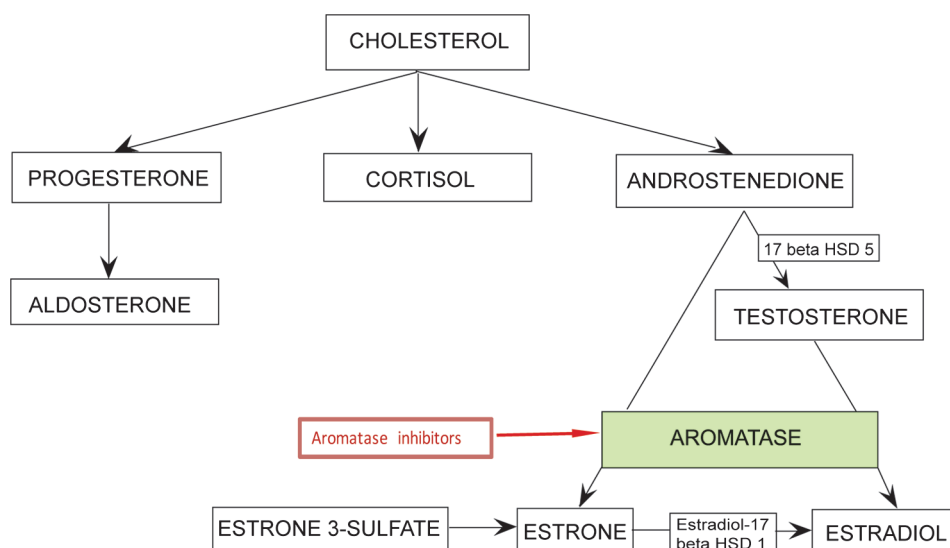 CHOLESTEROL
PROGESTERONE
CORTISOL
ANDROSTENEDIONE
17 beta HSD 5
ALDOSTERONE
TESTOSTERONE
Aromatase inhibitors
AROMATASE
ESTRONE 3-SULFATE
ESTRONE
Estradiol-17
beta HSD 1
ESTRADIOL